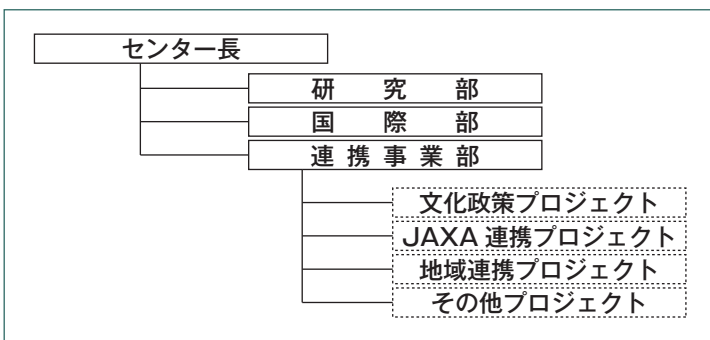 センター長
研究部
国際部
連携事業部
文化政策プロジェクト
JAXA 連携プロジェクト
地域連携プロジェクト
その他プロジェクト